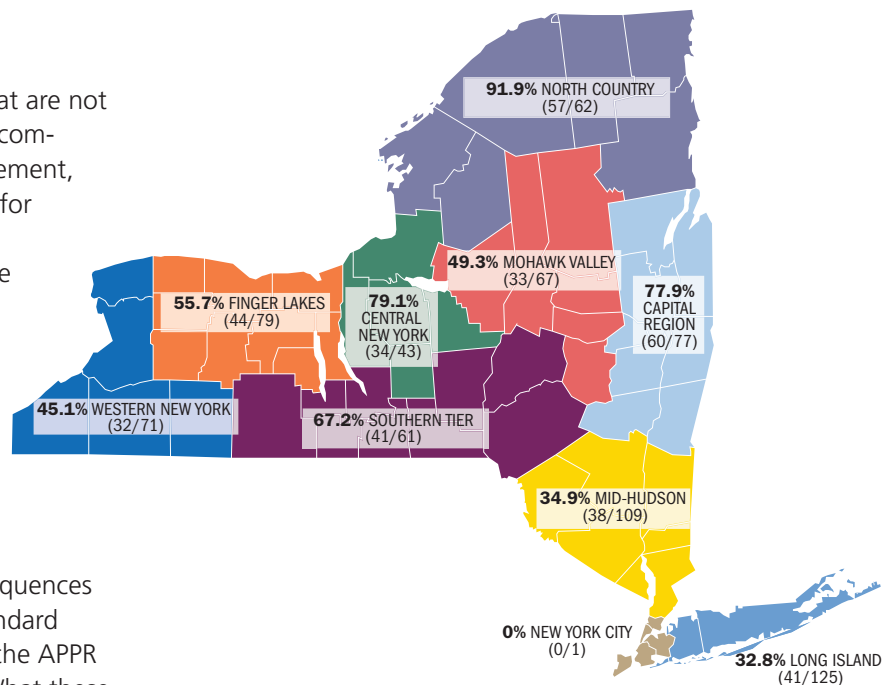 at are not
com-
ement,
for
e
equences
ndard
the APPR
91.9% NORTH COUNTRY
(57/62)
49.3% MOHAWK VALLEY
(33/67)
55.7% FINGER LAKES
(44/79)
79.1%
CENTRAL
NEW YORK
(34/43)
77.9%
CAPITAL
REGION
(60/77)
45.1% WESTERN NEW YORK
(32/71)
67.2% SOUTHERN TIER
(41/61)
34.9% MID-HUDSON
(38/109)
0% NEW YORK CITY
(0/1)
32.8% LONG ISLAND
(41/125)